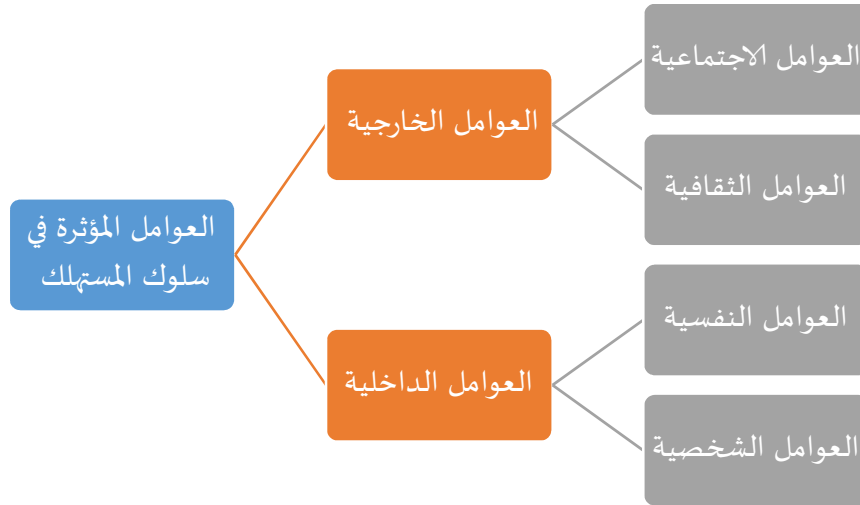 العوامل المؤثرة في
سلوك المستهلك
العوامل الخارجية
العوامل الاجتماعية
العوامل الثقافية
العوامل الداخلية
العوامل النفسية
العوامل الشخصية